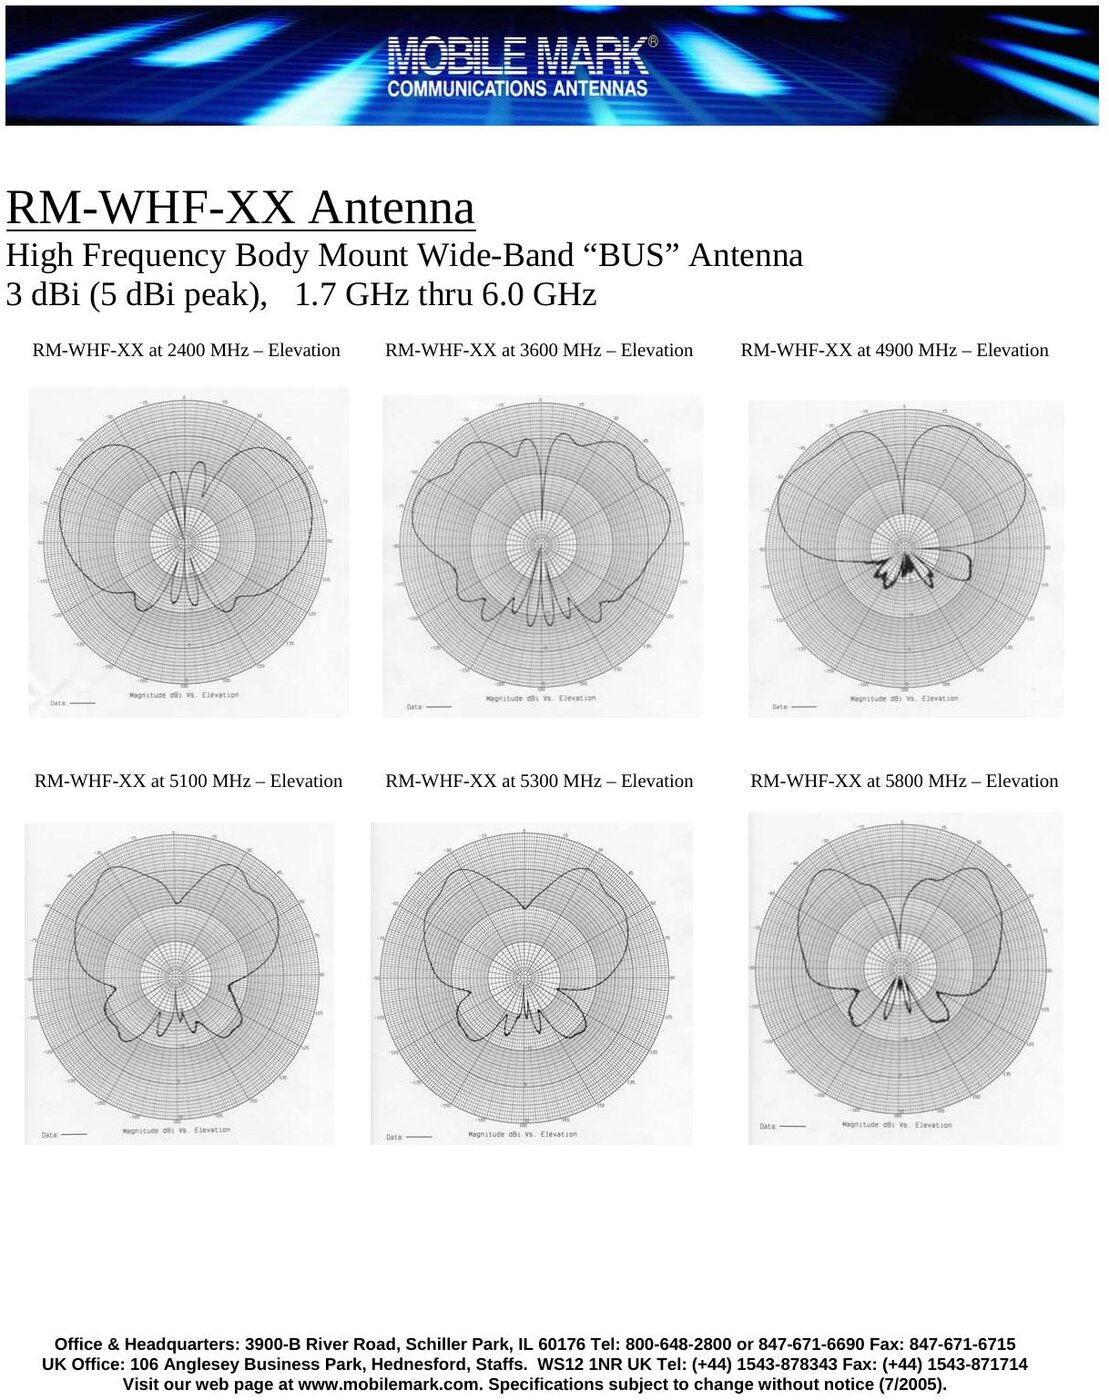 MOBILE MARK®
COMMUNICATIONS ANTENNAS
RM-WHF-XX Antenna
High Frequency Body Mount Wide-Band “BUS” Antenna
3 dBi (5 dBi peak), 1.7 GHz thru 6.0 GHz
RM-WHF-XX at 2400 MHz – Elevation
RM-WHF-XX at 3600 MHz – Elevation
RM-WHF-XX at 4900 MHz – Elevation
Magnitude dBi Vs. Elevation
Data:
Magnitude dBi Vs. Elevation
Data:
Magnitude dBi Vs. Elevation
Data:
RM-WHF-XX at 5100 MHz – Elevation
RM-WHF-XX at 5300 MHz – Elevation
RM-WHF-XX at 5800 MHz – Elevation
Magnitude dBi Vs. Elevation
Data:
Magnitude dBi Vs. Elevation
Data:
Magnitude dBi Vs. Elevation
Data:
Office & Headquarters: 3900-B River Road, Schiller Park, IL 60176 Tel: 800-648-2800 or 847-671-6690 Fax: 847-671-6715
UK Office: 106 Anglesey Business Park, Hednesford, Staffs. WS12 1NR UK Tel: (+44) 1543-878343 Fax: (+44) 1543-871714
Visit our web page at www.mobilemark.com. Specifications subject to change without notice (7/2005).